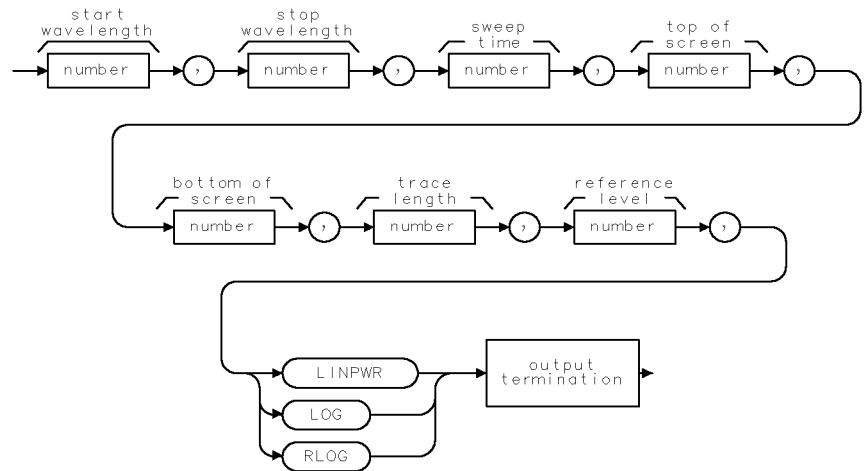 start
wavelength
stop
wavelength
sweep
time
top of
screen
number , number , number , number ,
bottom of
screen
trace
length
reference
level
number , number , number ,
LINPWR
LOG
RLOG
output
termination